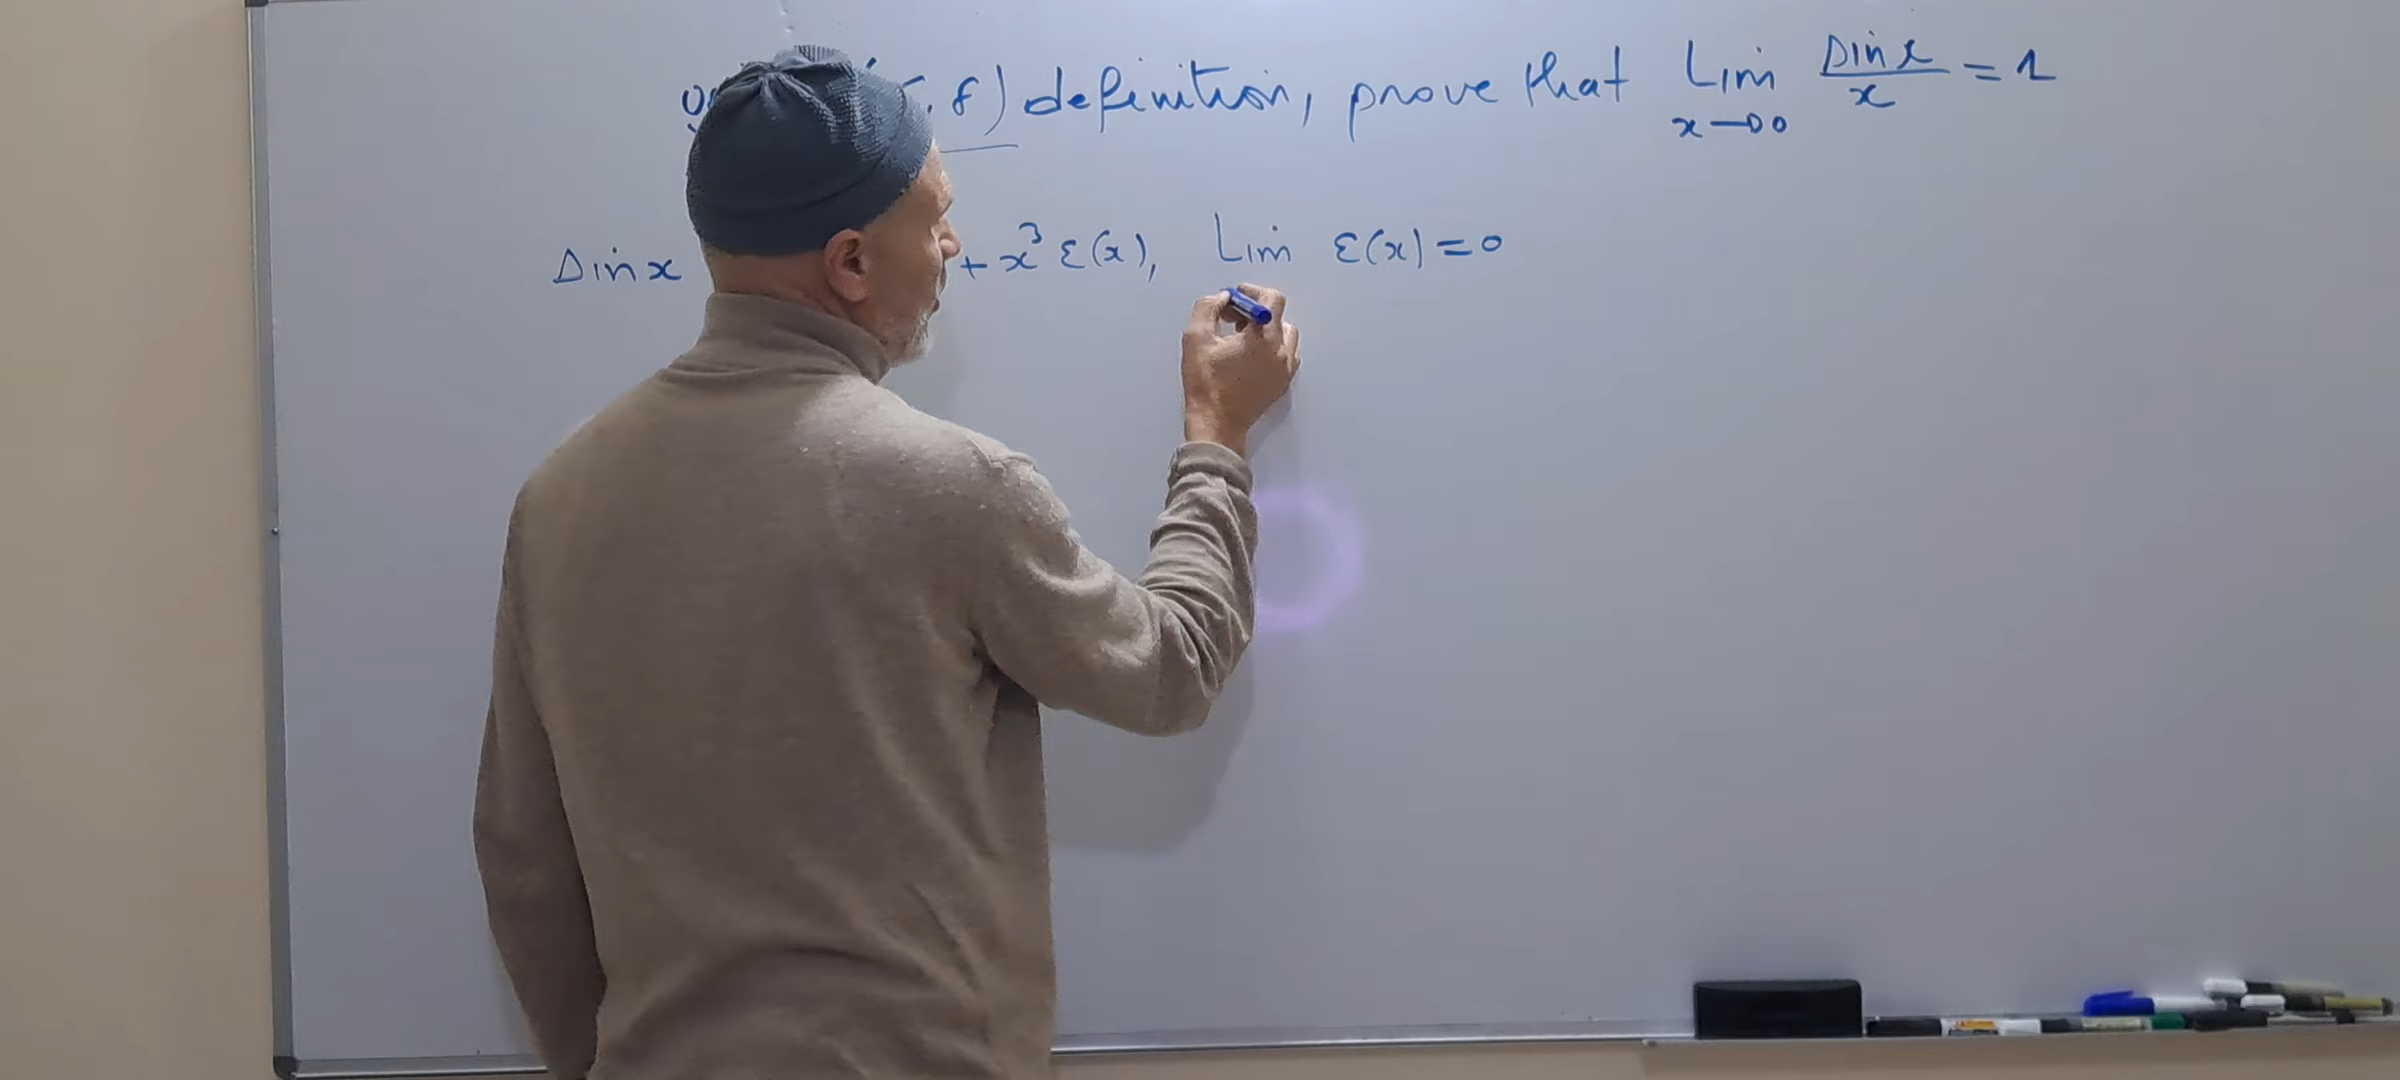 δ) definition, prove that Lim x→0 sin x / x = 1
sin x + x³ ε(x), Lim ε(x) = 0